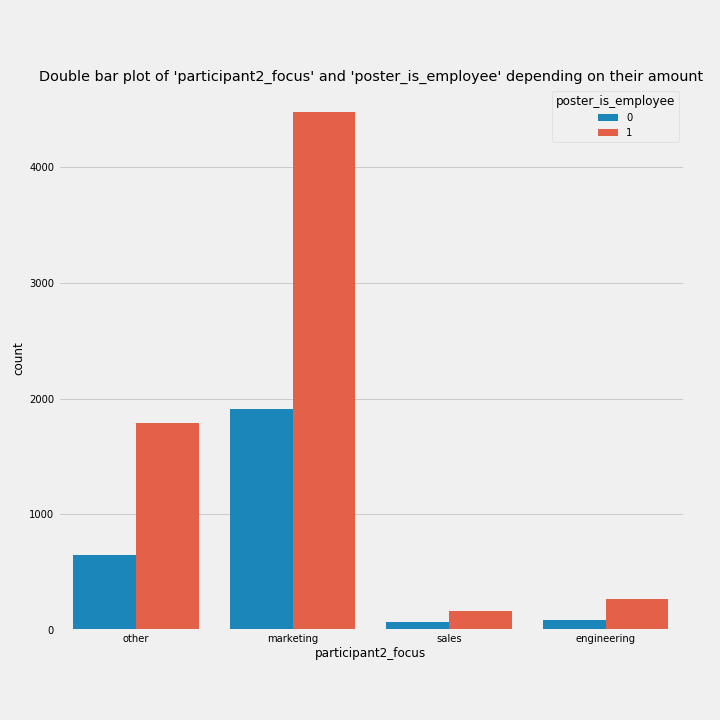 Double bar plot of 'participant2_focus' and 'poster_is_employee' depending on their amount
poster_is_employee
0
1
4000
3000
2000
1000
0
count
other marketing sales engineering
participant2_focus